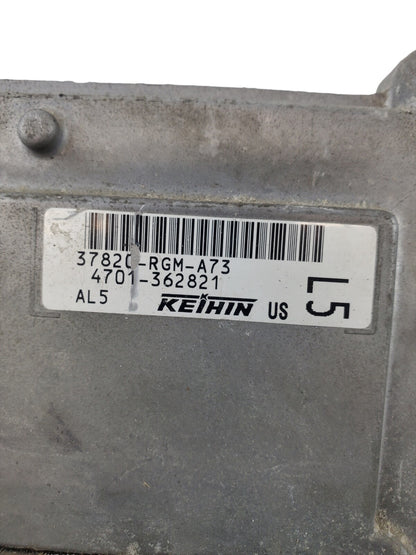 37820-RGM-A73
4701-362821
AL5 KEIHIN US
L5